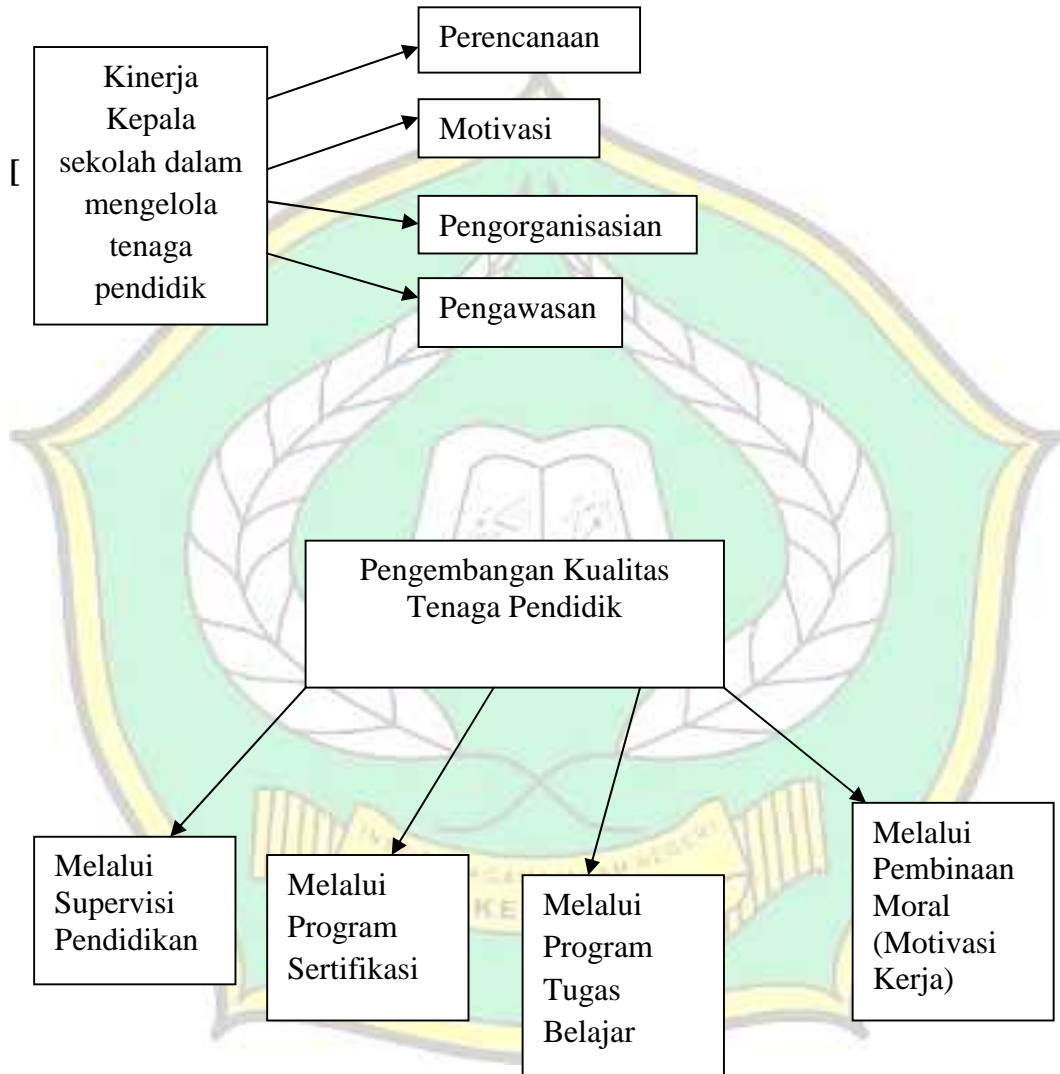 Perencanaan
Kinerja
Kepala
sekolah dalam
mengelola
tenaga
pendidik
[
Motivasi
Pengorganisasian
Pengawasan
Pengembangan Kualitas
Tenaga Pendidik
Melalui
Supervisi
Pendidikan
Melalui
Program
Sertifikasi
Melalui
Program
Tugas
Belajar
Melalui
Pembinaan
Moral
(Motivasi
Kerja)